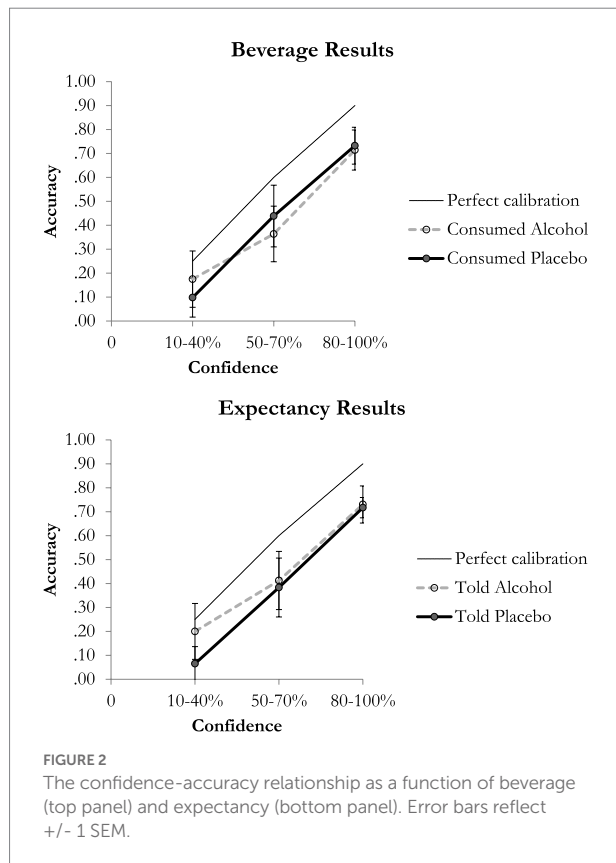 Beverage Results
1.00
.90
.80
.70
.60
.50
.40
.30
.20
.10
.00
Accuracy
0
10-40%
50-70%
80-100%
Confidence
Perfect calibration
Consumed Alcohol
Consumed Placebo
Expectancy Results
1.00
.90
.80
.70
.60
.50
.40
.30
.20
.10
.00
Accuracy
0
10-40%
50-70%
80-100%
Confidence
Perfect calibration
Told Alcohol
Told Placebo
FIGURE 2
The confidence-accuracy relationship as a function of beverage
(top panel) and expectancy (bottom panel). Error bars reflect
+/- 1 SEM.